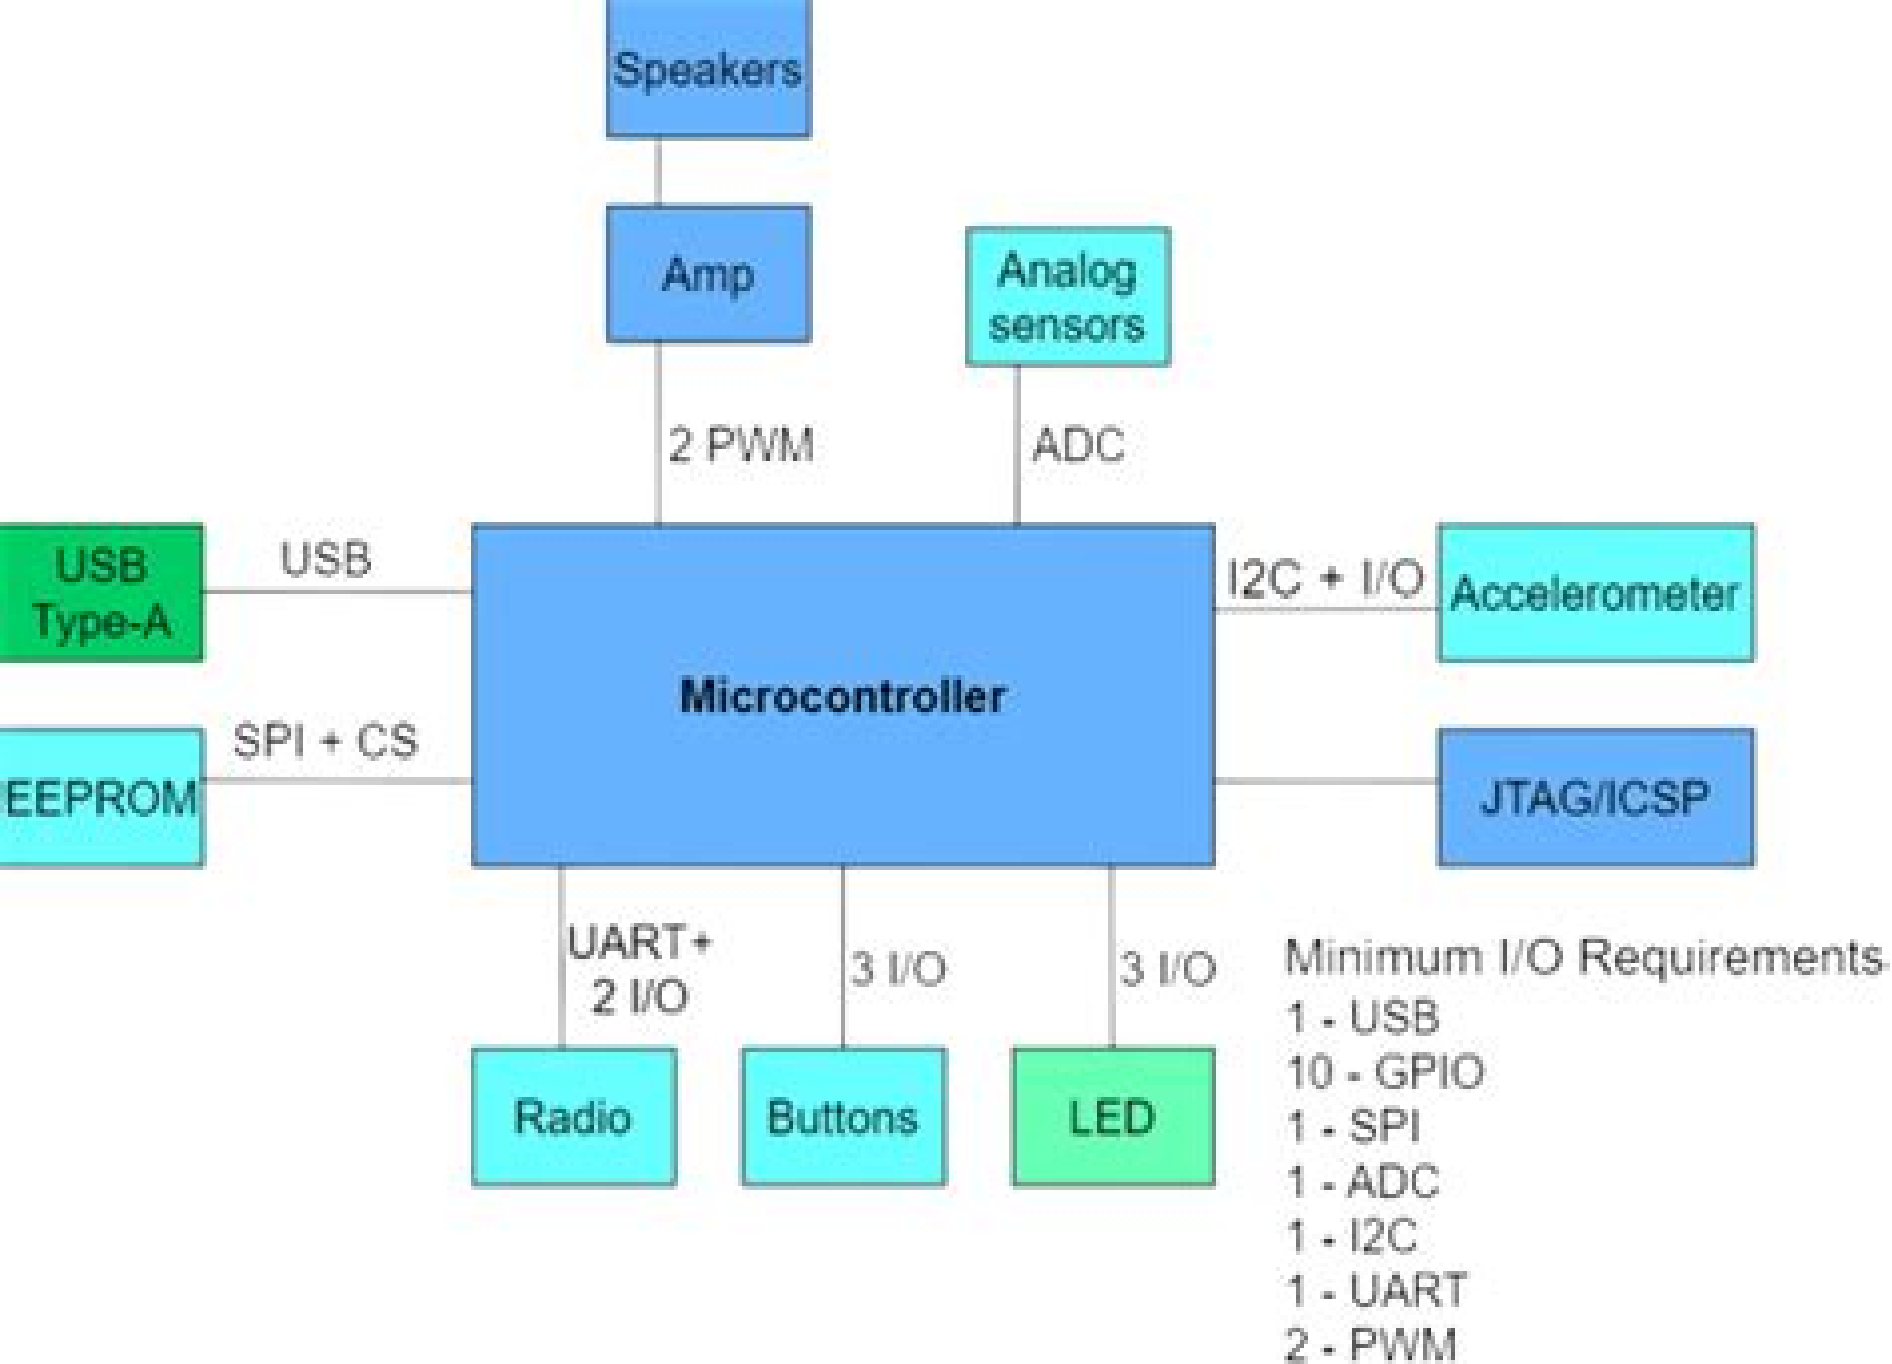 Speakers
Amp
Analog
sensors
2 PWM
ADC
USB
Type-A
USB
I2C + I/O
Accelerometer
Microcontroller
SPI + CS
EEPROM
JTAG/ICSP
UART+
2 I/O
3 I/O
3 I/O
Radio
Buttons
LED
Minimum I/O Requirements
1 - USB
10 - GPIO
1 - SPI
1 - ADC
1 - I2C
1 - UART
2 - PWM